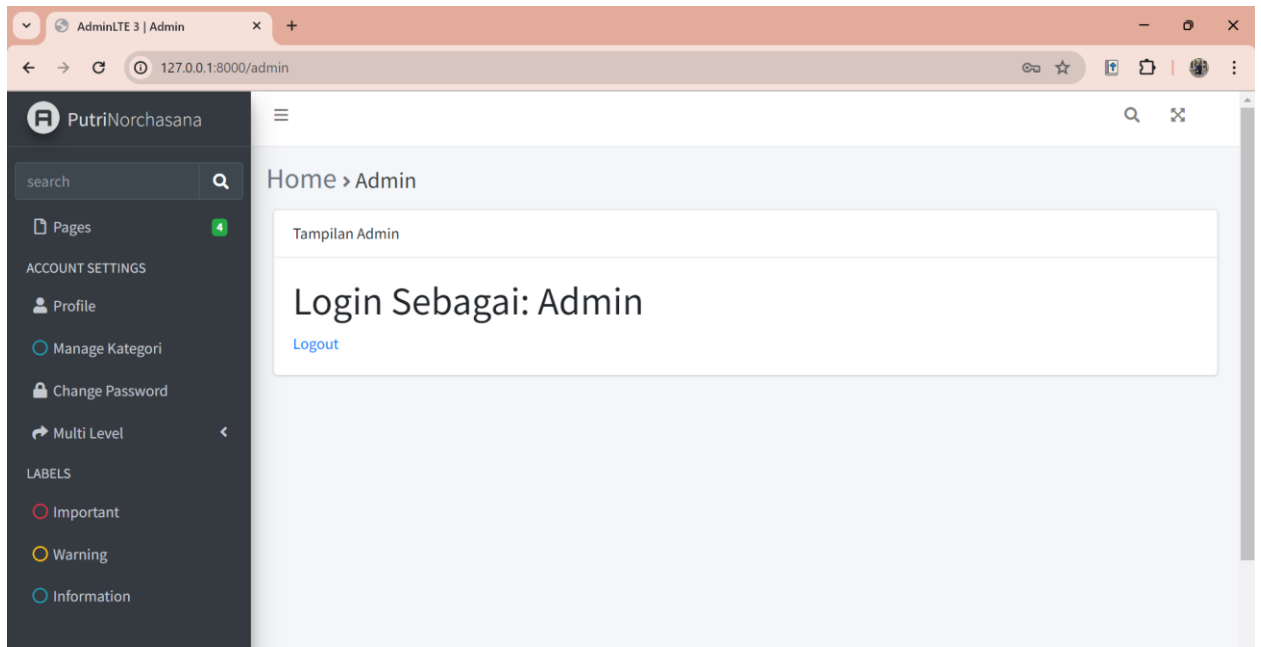 AdminLTE 3 | Admin
127.0.0.1:8000/admin
PutriNorchasana
search
Pages 4
ACCOUNT SETTINGS
Profile
Manage Kategori
Change Password
Multi Level
LABELS
Important
Warning
Information
Home › Admin
Tampilan Admin
Login Sebagai: Admin
Logout